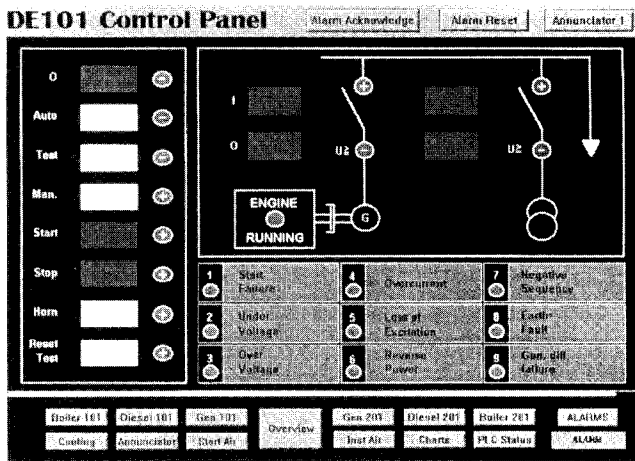 DE101 Control Panel
Alarm Acknowledge
Alarm Reset
Annunciator 1
0
Auto
Test
Man.
Start
Stop
Horn
Reset
Test
I
0
U2
U2
ENGINE
RUNNING
G
1 Start
Failure
4 Overcurrent
7 Negative
Sequence
2 Under
Voltage
5 Loss of
Excitation
8 Earth
Fault
3 Over
Voltage
6 Reverse
Power
9 Gen. diff
failure
Boiler 101
Diesel 101
Gen 101
Overview
Gen 201
Diesel 201
Boiler 201
ALARMS
Cooling
Annunciator
Start Air
Inst Air
Charts
PLC Status
ALARM